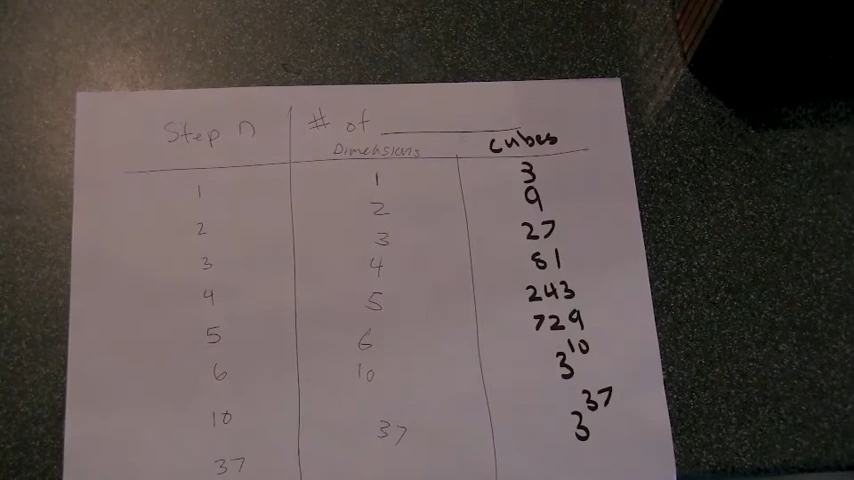 Step n # of
Dimensions cubes
1 1 3
2 2 9
3 3 27
4 4 81
5 5 243
6 6 729
10 10 3^10
37 37 3^37